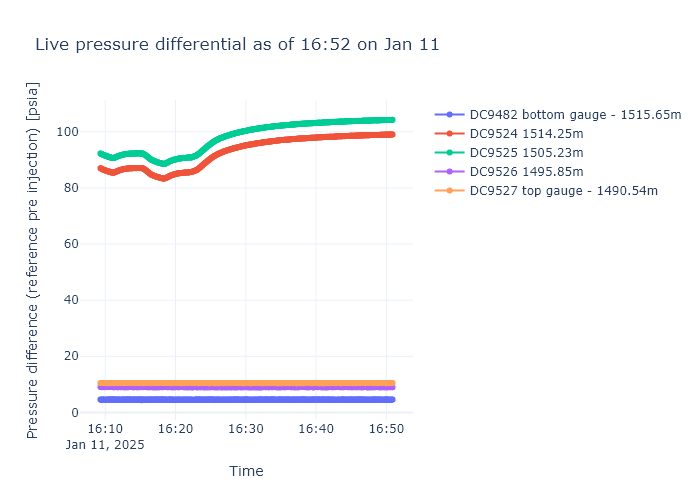 Live pressure differential as of 16:52 on Jan 11
Pressure difference (reference pre injection) [psia]
100
80
60
40
20
0
16:10
16:20
16:30
16:40
16:50
Jan 11, 2025
Time
DC9482 bottom gauge - 1515.65m
DC9524 1514.25m
DC9525 1505.23m
DC9526 1495.85m
DC9527 top gauge - 1490.54m